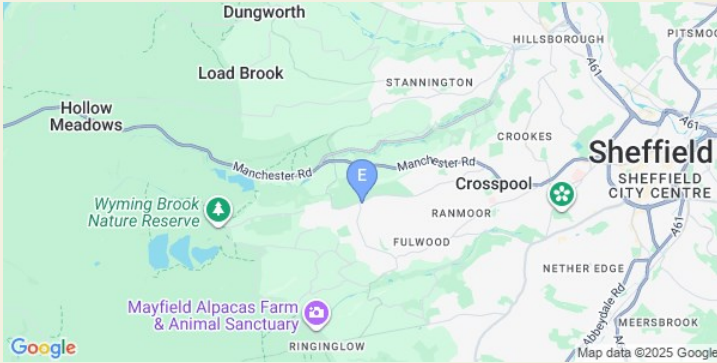 Dungworth
HILLSBOROUGH
PITSMOO
A61
Load Brook
STANNINGTON
Hollow
Meadows
A61
CROOKES
Sheffield
Manchester Rd
Manchester Rd
E
Crosspool
SHEFFIELD
CITY CENTRE
Wyming Brook
Nature Reserve
RANMOOR
A61
FULWOOD
NETHER EDGE
Abbeydale Rd
Mayfield Alpacas Farm
& Animal Sanctuary
MEERSBROOK
RINGINGLOW
Google
Map data ©2025 Google